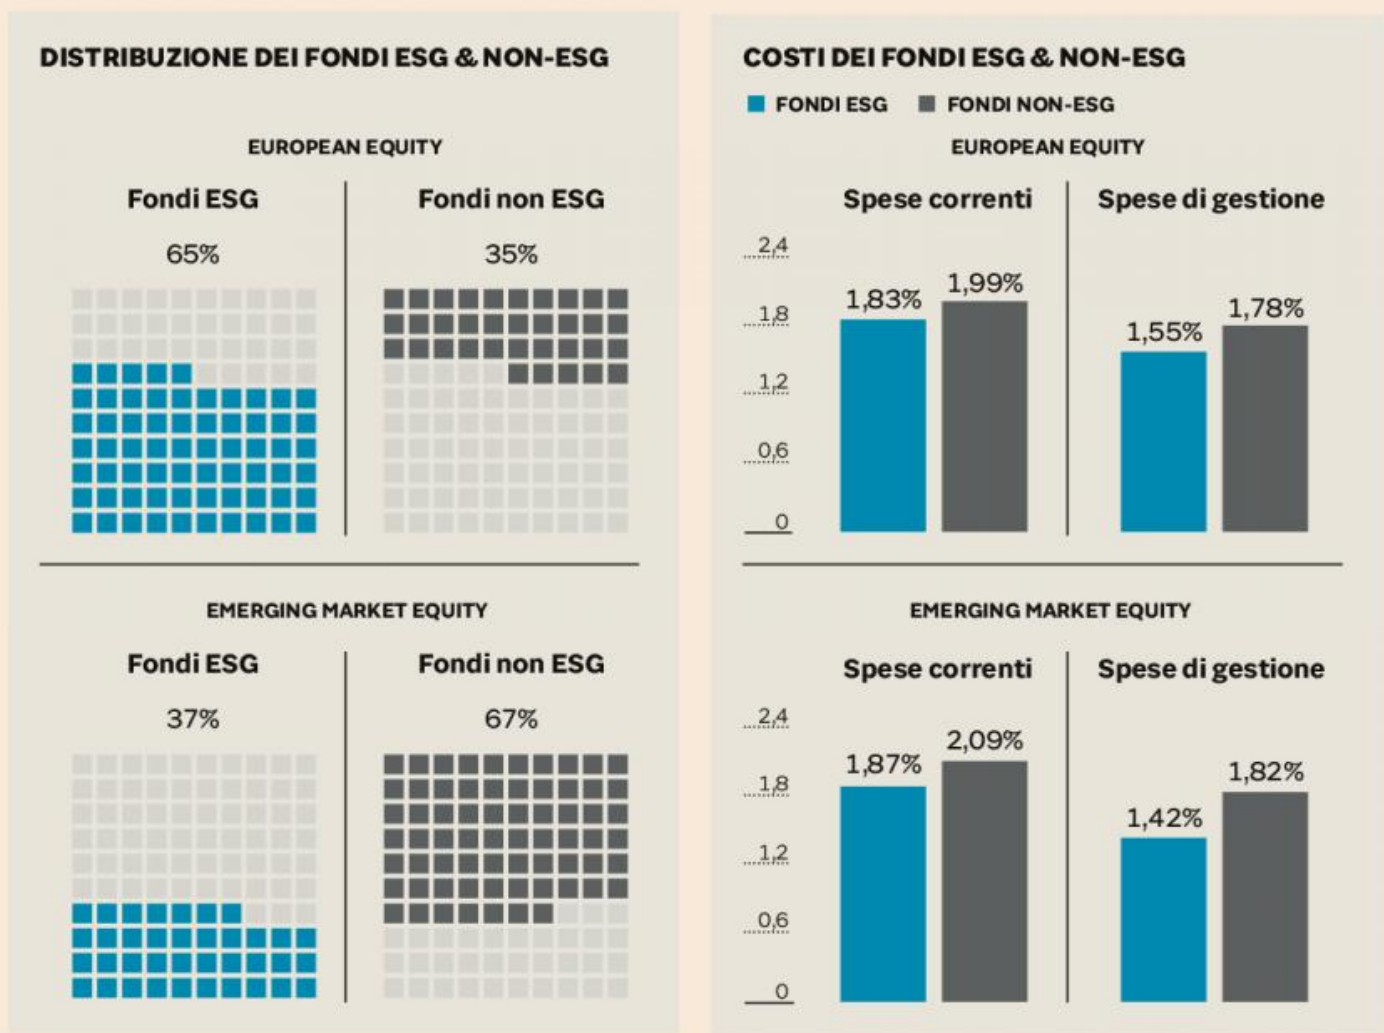 DISTRIBUZIONE DEI FONDI ESG & NON-ESG
EUROPEAN EQUITY
Fondi ESG
Fondi non ESG
65%
35%
EMERGING MARKET EQUITY
Fondi ESG
Fondi non ESG
37%
67%
COSTI DEI FONDI ESG & NON-ESG
FONDI ESG
FONDI NON-ESG
EUROPEAN EQUITY
Spese correnti
Spese di gestione
2,4
1,8
1,2
0,6
0
1,83%
1,99%
1,55%
1,78%
EMERGING MARKET EQUITY
Spese correnti
Spese di gestione
2,4
1,8
1,2
0,6
0
1,87%
2,09%
1,42%
1,82%